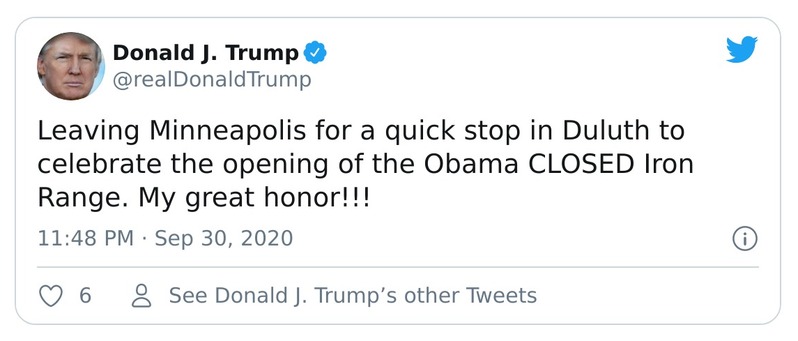 Donald J. Trump
@realDonaldTrump
Leaving Minneapolis for a quick stop in Duluth to
celebrate the opening of the Obama CLOSED Iron
Range. My great honor!!!
11:48 PM · Sep 30, 2020
6
See Donald J. Trump’s other Tweets